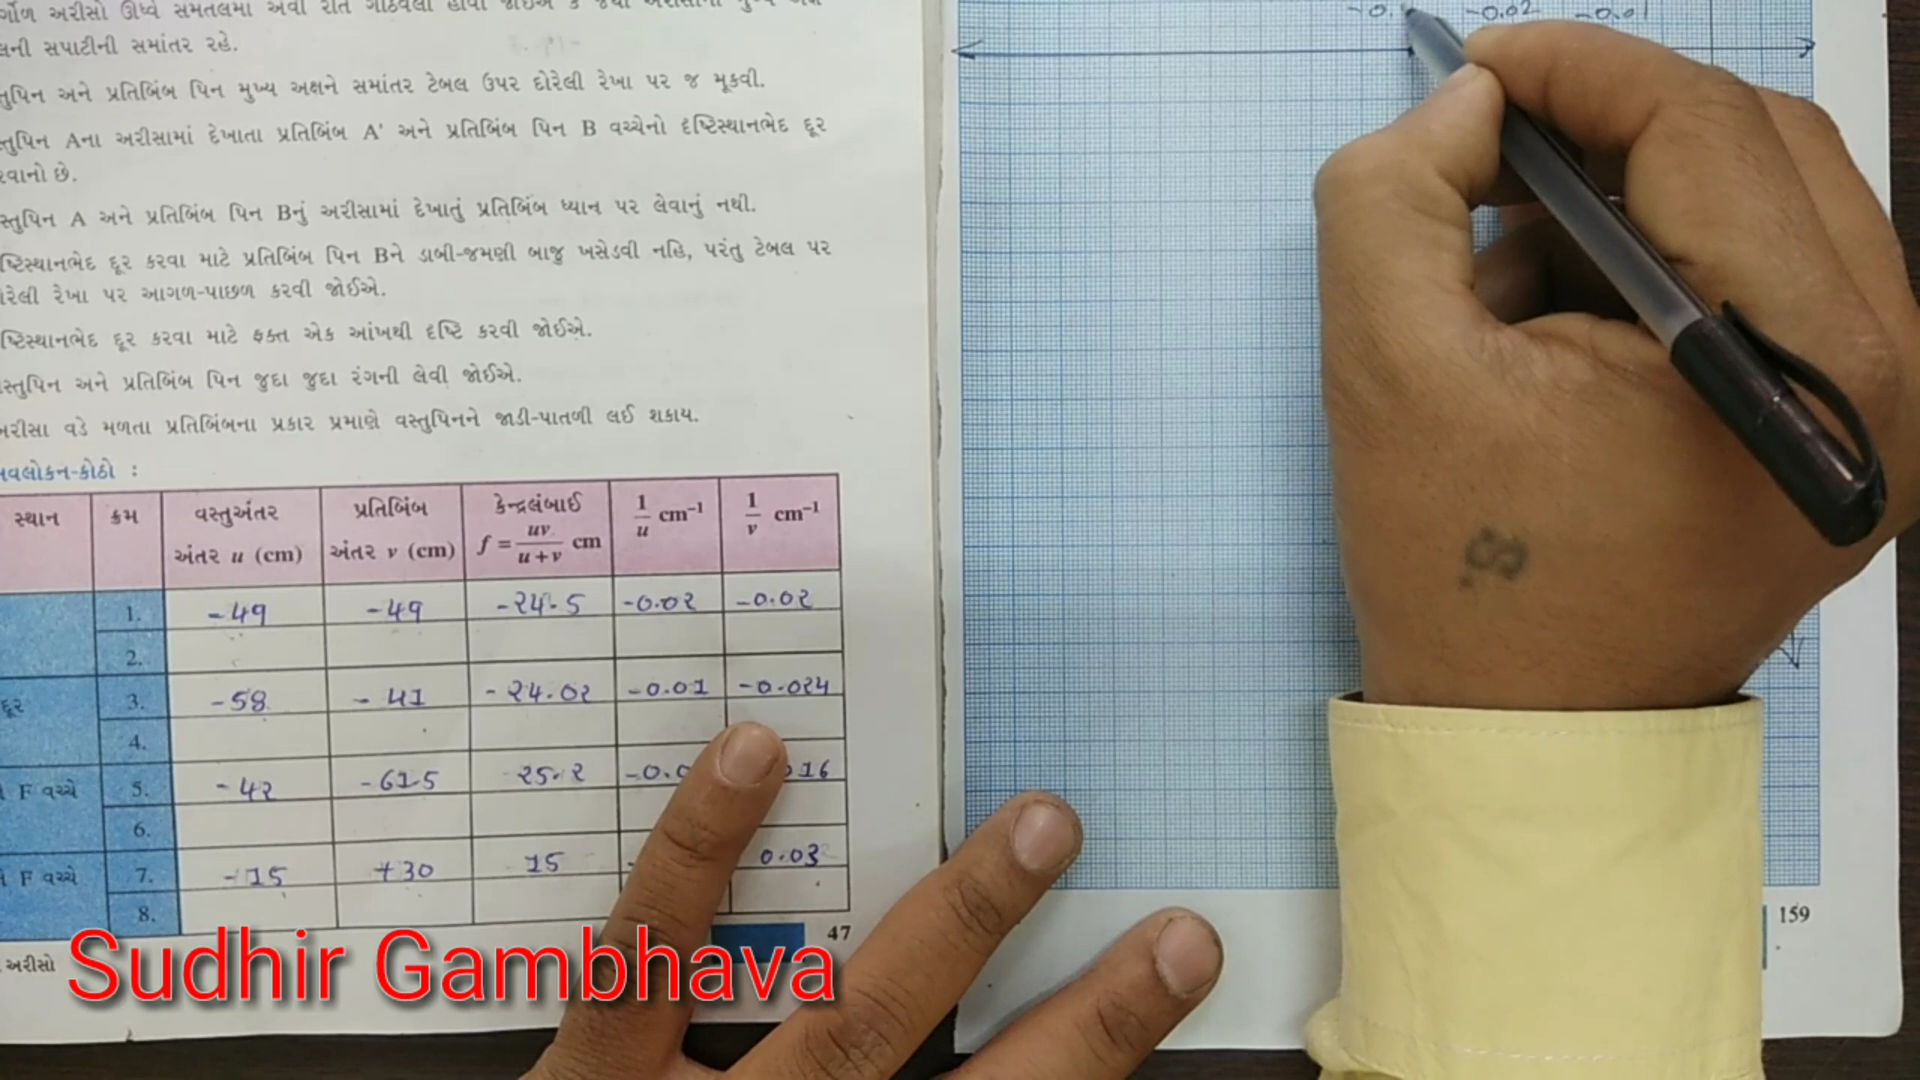 ની સપાટીની સમાંતર રહે.
અને પ્રતિબિંબ પિન મુખ્ય અક્ષને સમાંતર ટેબલ ઉપર દોરેલી રેખા પર જ મૂકવી.
Aના અરીસામાં દેખાતા પ્રતિબિંબ A' અને પ્રતિબિંબ પિન B વચ્ચેનો દૃષ્ટિસ્થાનભેદ દૂર
વાનો છે.
સ્તુપિન A અને પ્રતિબિંબ પિન Bનું અરીસામાં દેખાતું પ્રતિબિંબ ધ્યાન પર લેવાનું નથી.
ષ્ટિસ્થાનભેદ દૂર કરવા માટે પ્રતિબિંબ પિન Bને ડાબી-જમણી બાજુ ખસેડવી નહિ, પરંતુ ટેબલ પર
રેલી રેખા પર આગળ-પાછળ કરવી જોઈએ.
ષ્ટિસ્થાનભેદ દૂર કરવા માટે ફક્ત એક આંખથી દૃષ્ટિ કરવી જોઈએ.
સ્તુપિન અને પ્રતિબિંબ પિન જુદા જુદા રંગની લેવી જોઈએ.
રીસા વડે મળતા પ્રતિબિંબના પ્રકાર પ્રમાણે વસ્તુપિનને જાડી-પાતળી લઈ શકાય.
વલોકન-કોઠો :
સ્થાન ક્રમ વસ્તુઅંતર અંતર u (cm) પ્રતિબિંબ અંતર v (cm) કેન્દ્રલંબાઈ f = uv/u+v cm 1/u cm⁻¹ 1/v cm⁻¹
1. -49 -49 -24.5 -0.02 -0.02
2.
દૂર 3. -58 -41 -24.02 -0.01 -0.024
4.
F વચ્ચે 5. -42 -61.5 25.2 -0.0 16
6.
F વચ્ચે 7. -15 +30 15 0.03
8.
અરીસો
47
Sudhir Gambhava
-0. -0.02 -0.01
159